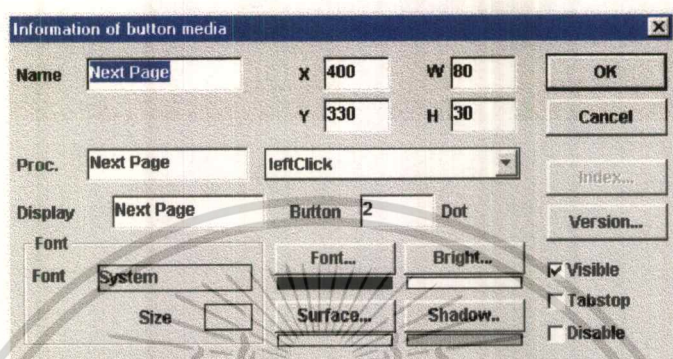 Information of button media
Name Next Page X 400 W 80 OK
Y 330 H 30 Cancel
Proc. Next Page leftClick Index...
Display Next Page Button 2 Dot Version...
Font
Font System Font... Bright... Visible
Size Surface... Shadow.. Tabstop
Disable